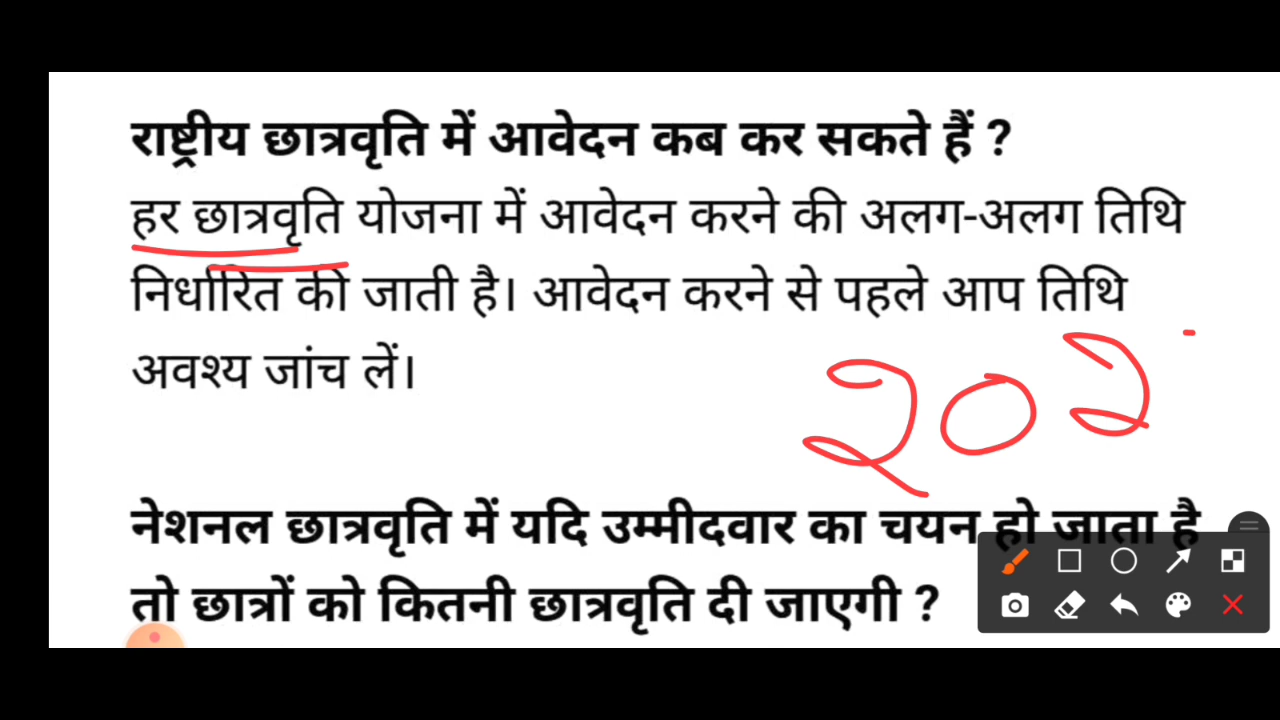 राष्ट्रीय छात्रवृति में आवेदन कब कर सकते हैं ?
हर छात्रवृति योजना में आवेदन करने की अलग-अलग तिथि
निर्धारित की जाती है। आवेदन करने से पहले आप तिथि
अवश्य जांच लें।
202
नेशनल छात्रवृति में यदि उम्मीदवार का चयन हो जाता है
तो छात्रों को कितनी छात्रवृति दी जाएगी ?